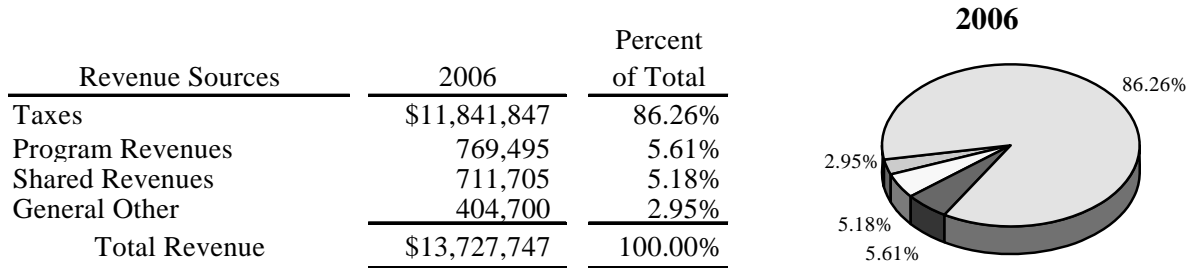 2006
Percent
Revenue Sources 2006 of Total
Taxes $11,841,847 86.26%
Program Revenues 769,495 5.61%
Shared Revenues 711,705 5.18%
General Other 404,700 2.95%
Total Revenue $13,727,747 100.00%
86.26%
2.95%
5.18%
5.61%